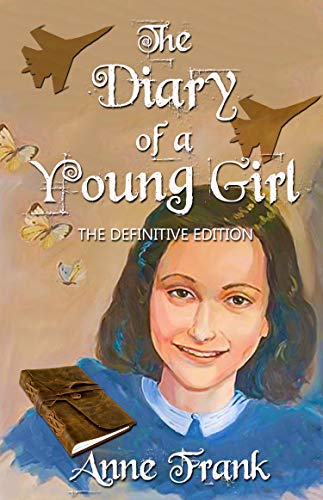 The
Diary
of a
Young Girl
THE DEFINITIVE EDITION
Anne Frank